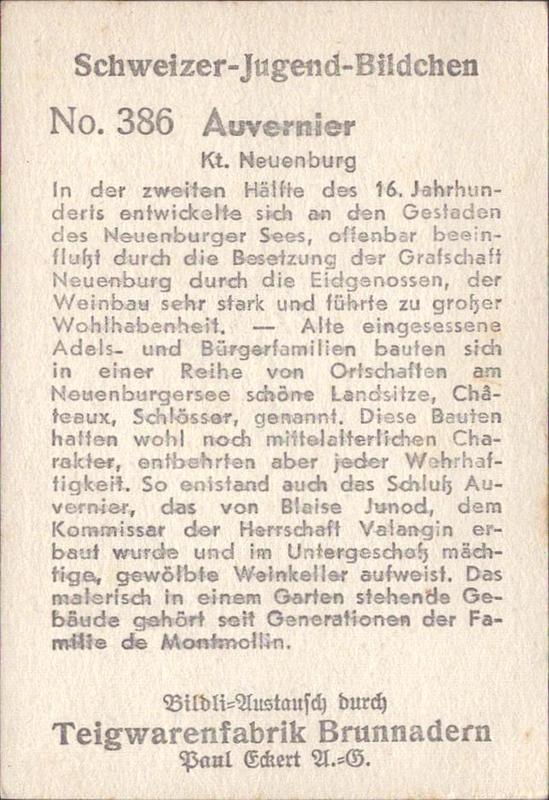 Schweizer-Jugend-Bildchen
No. 386 Auvernier
Kt. Neuenburg
In der zweiten Hälfte des 16. Jahrhun-
derts entwickelte sich an den Gestaden
des Neuenburger Sees, offenbar beein-
flußt durch die Besetzung der Grafschaft
Neuenburg durch die Eidgenossen, der
Weinbau sehr stark und führte zu großer
Wohlhabenheit. — Alte eingesessene
Adels- und Bürgerfamilien bauten sich
in einer Reihe von Ortschaften am
Neuenburgersee schöne Landsitze, Châ-
teaux, Schlösser, genannt. Diese Bauten
hatten wohl noch mittelalterlichen Cha-
rakter, entbehrten aber jeder Wehrhaf-
tigkeit. So entstand auch das Schluß Au-
vernier, das von Blaise Junod, dem
Kommissar der Herrschaft Valangin er-
baut wurde und im Untergeschoß mäch-
tige, gewölbte Weinkeller aufweist. Das
malerisch in einem Garten stehende Ge-
bäude gehört seit Generationen der Fa-
milie de Montmollin.
Bildli-Austausch durch
Teigwarenfabrik Brunnadern
Paul Eckert A.-G.